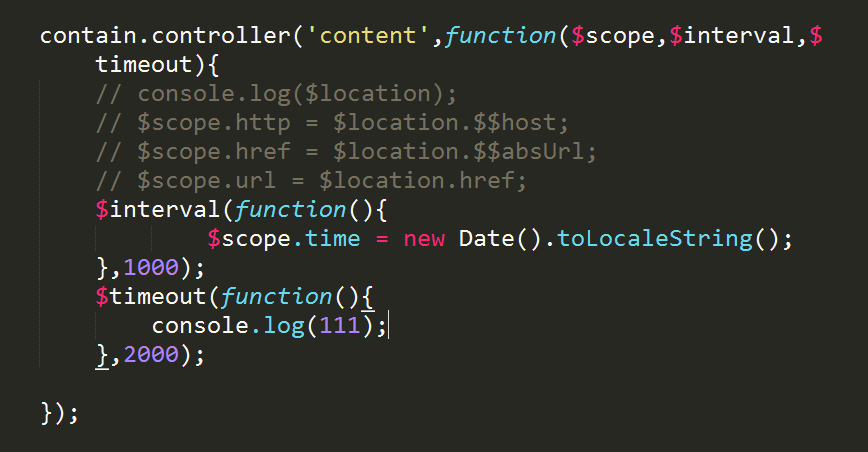 contain.controller('content',function($scope,$interval,$
timeout){
// console.log($location);
// $scope.http = $location.$$host;
// $scope.href = $location.$$absUrl;
// $scope.url = $location.href;
$interval(function(){
$scope.time = new Date().toLocaleString();
},1000);
$timeout(function(){
console.log(111);
},2000);
});